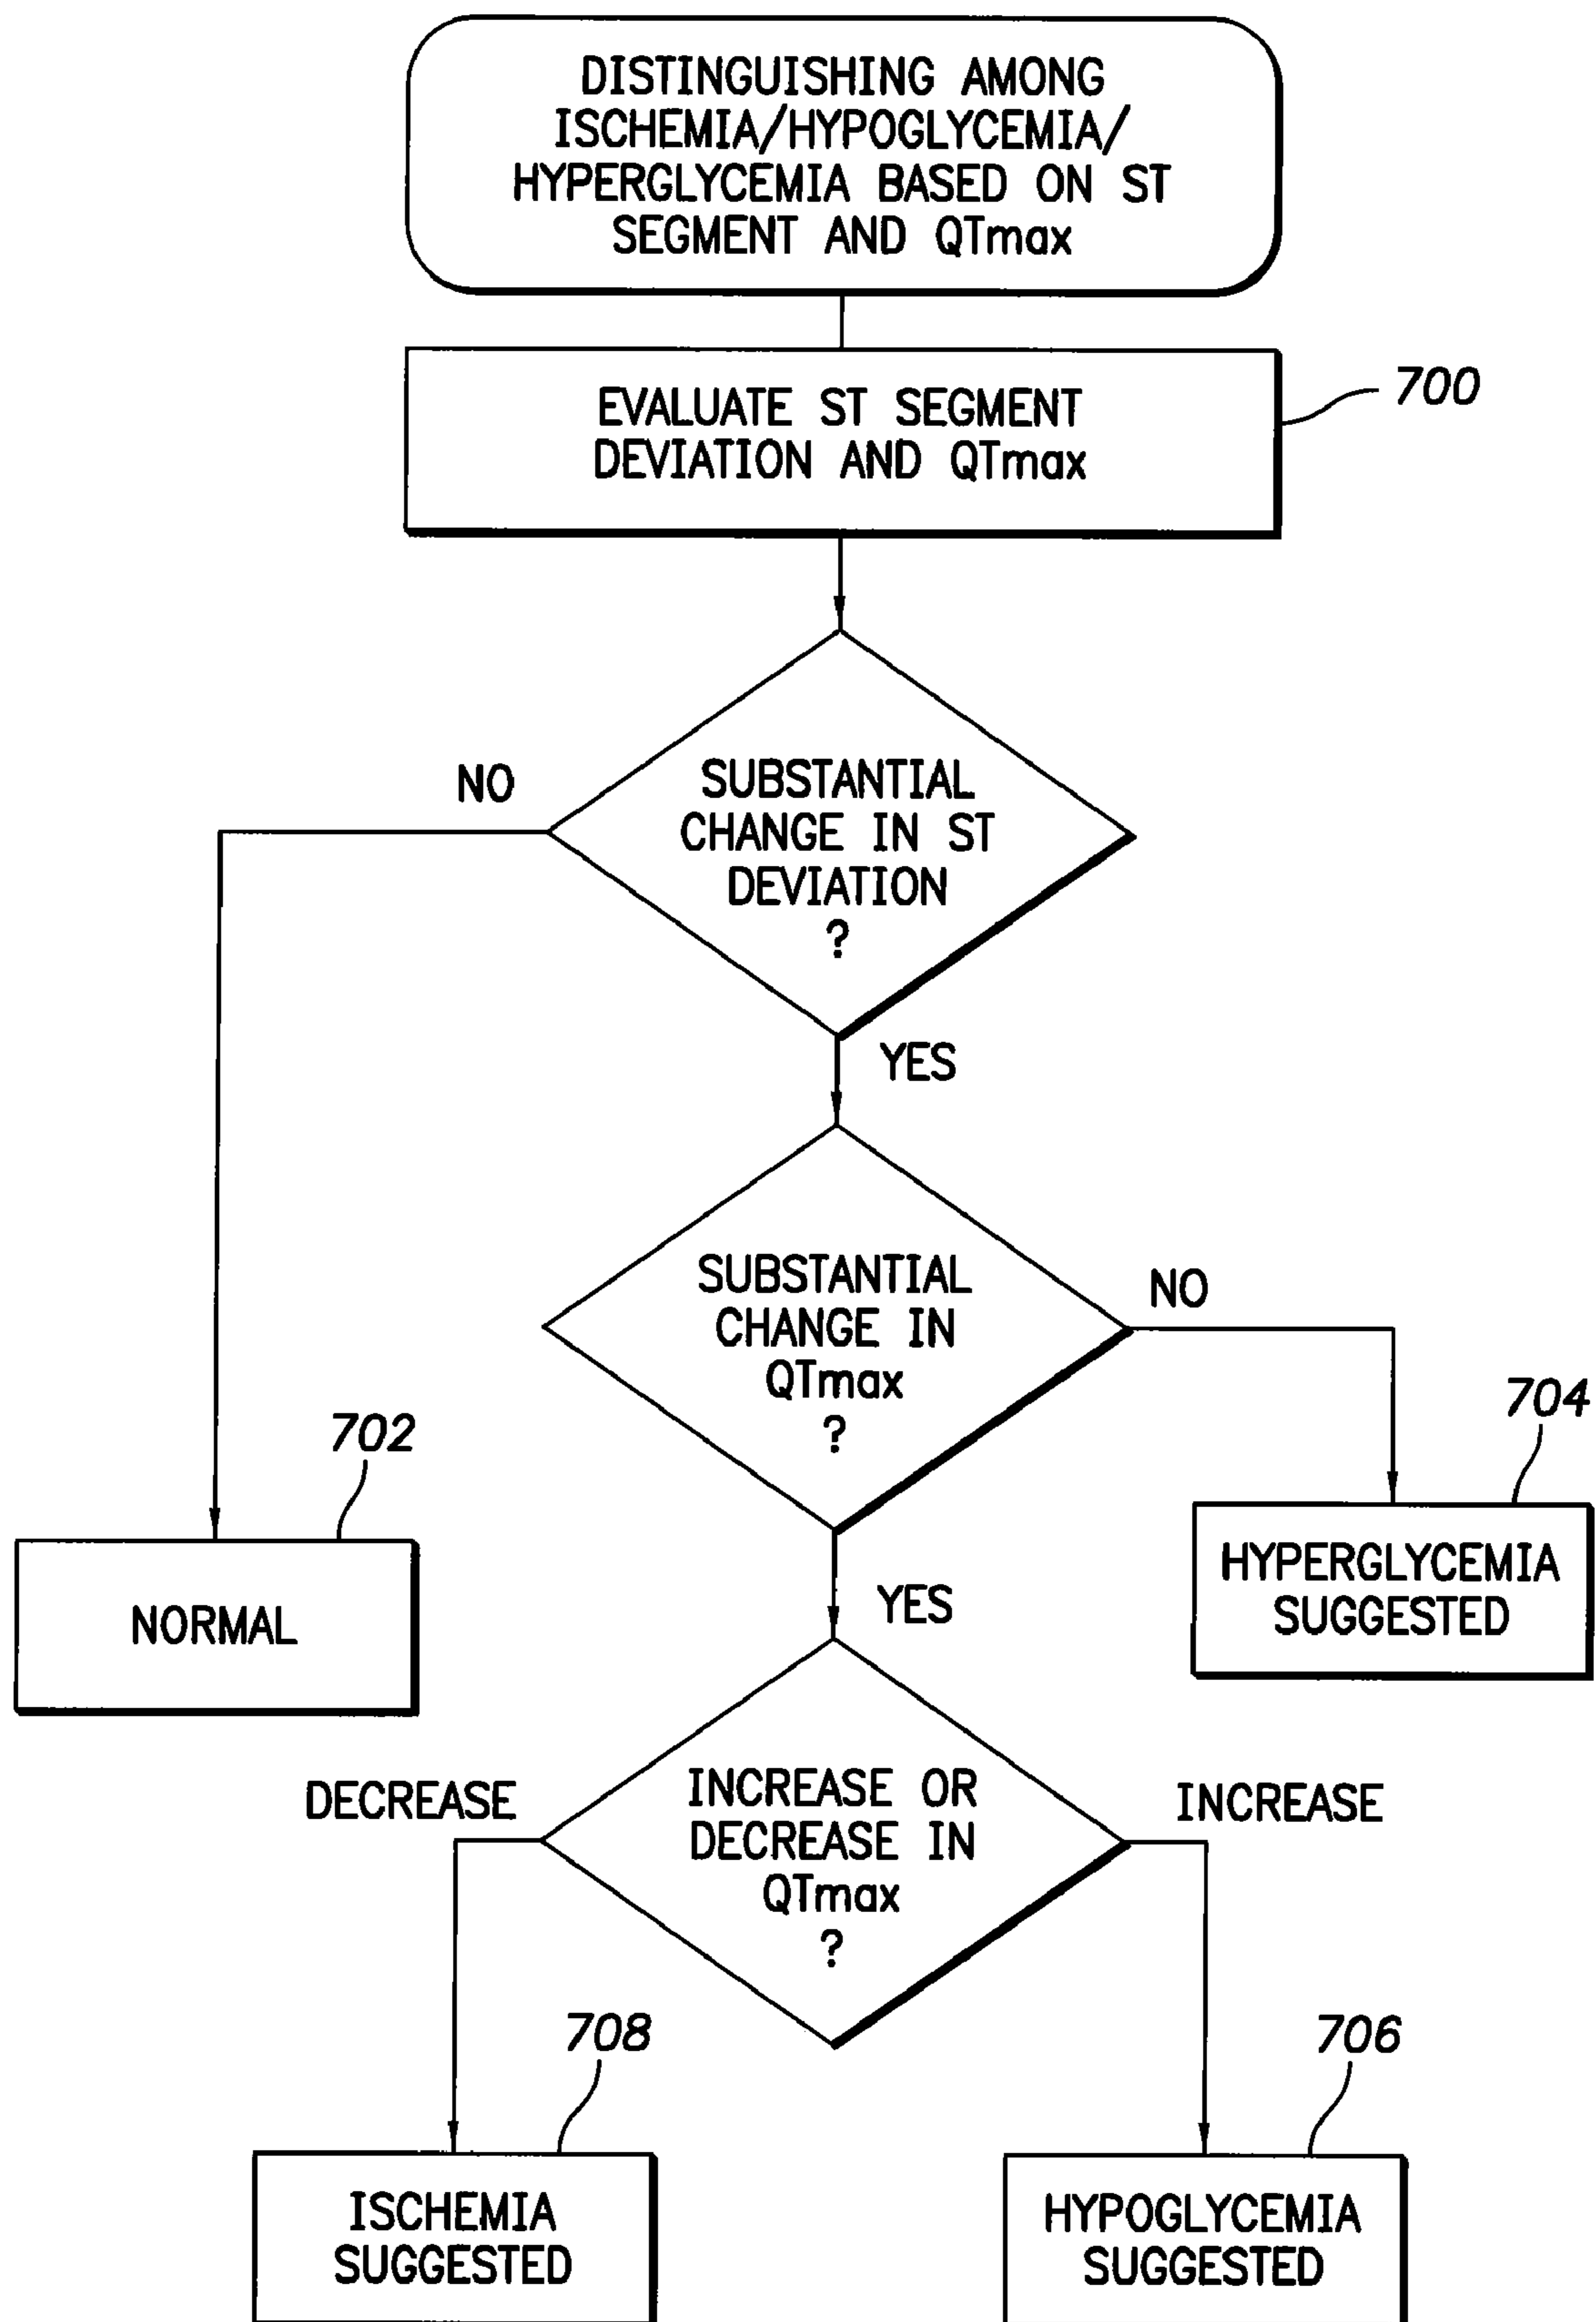 DISTINGUISHING AMONG
ISCHEMIA/HYPOGLYCEMIA/
HYPERGLYCEMIA BASED ON ST
SEGMENT AND QTmax
EVALUATE ST SEGMENT
DEVIATION AND QTmax
700
NO
SUBSTANTIAL
CHANGE IN ST
DEVIATION
?
YES
SUBSTANTIAL
CHANGE IN
QTmax
?
NO
704
702
HYPERGLYCEMIA
SUGGESTED
NORMAL
YES
DECREASE
INCREASE OR
DECREASE IN
QTmax
?
INCREASE
708
706
ISCHEMIA
SUGGESTED
HYPOGLYCEMIA
SUGGESTED